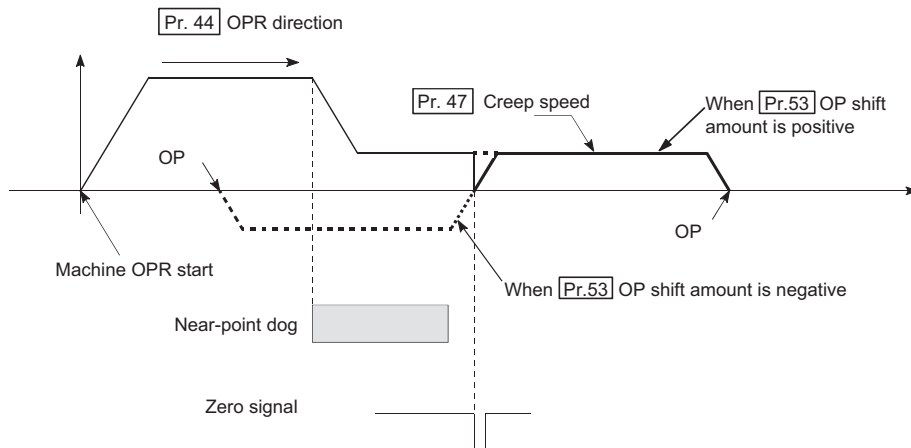 Pr. 44 OPR direction
Pr. 47 Creep speed
When Pr.53 OP shift
amount is positive
OP
OP
Machine OPR start
When Pr.53 OP shift amount is negative
Near-point dog
Zero signal